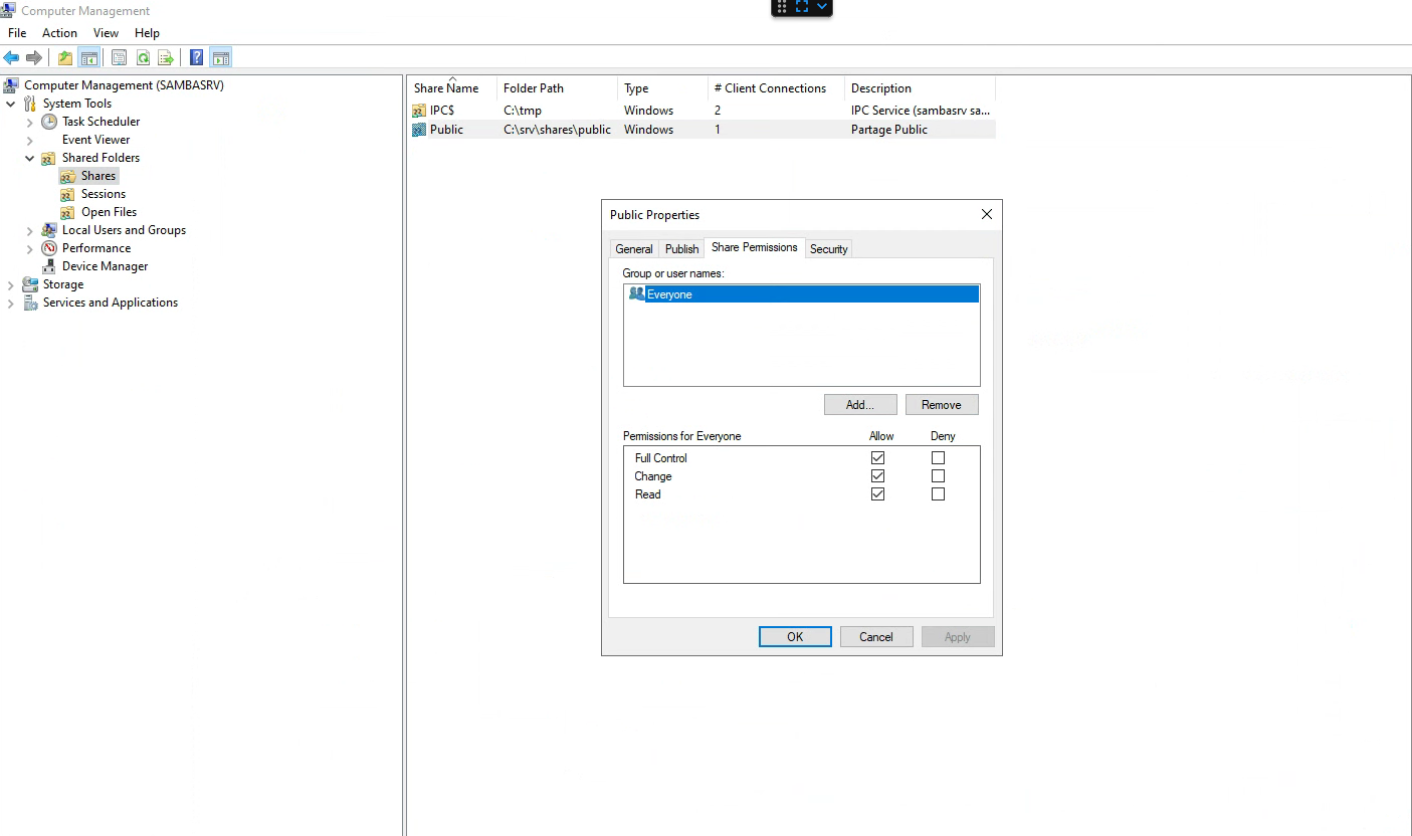 Computer Management
File Action View Help
Computer Management (SAMBASRV)
System Tools
Task Scheduler
Event Viewer
Shared Folders
Shares
Sessions
Open Files
Local Users and Groups
Performance
Device Manager
Storage
Services and Applications
Share Name Folder Path Type # Client Connections Description
IPC$ C:\tmp Windows 2 IPC Service (sambasrv sa...
Public C:\srv\shares\public Windows 1 Partage Public
Public Properties
General Publish Share Permissions Security
Group or user names:
Everyone
Add... Remove
Permissions for Everyone Allow Deny
Full Control
Change
Read
OK Cancel Apply